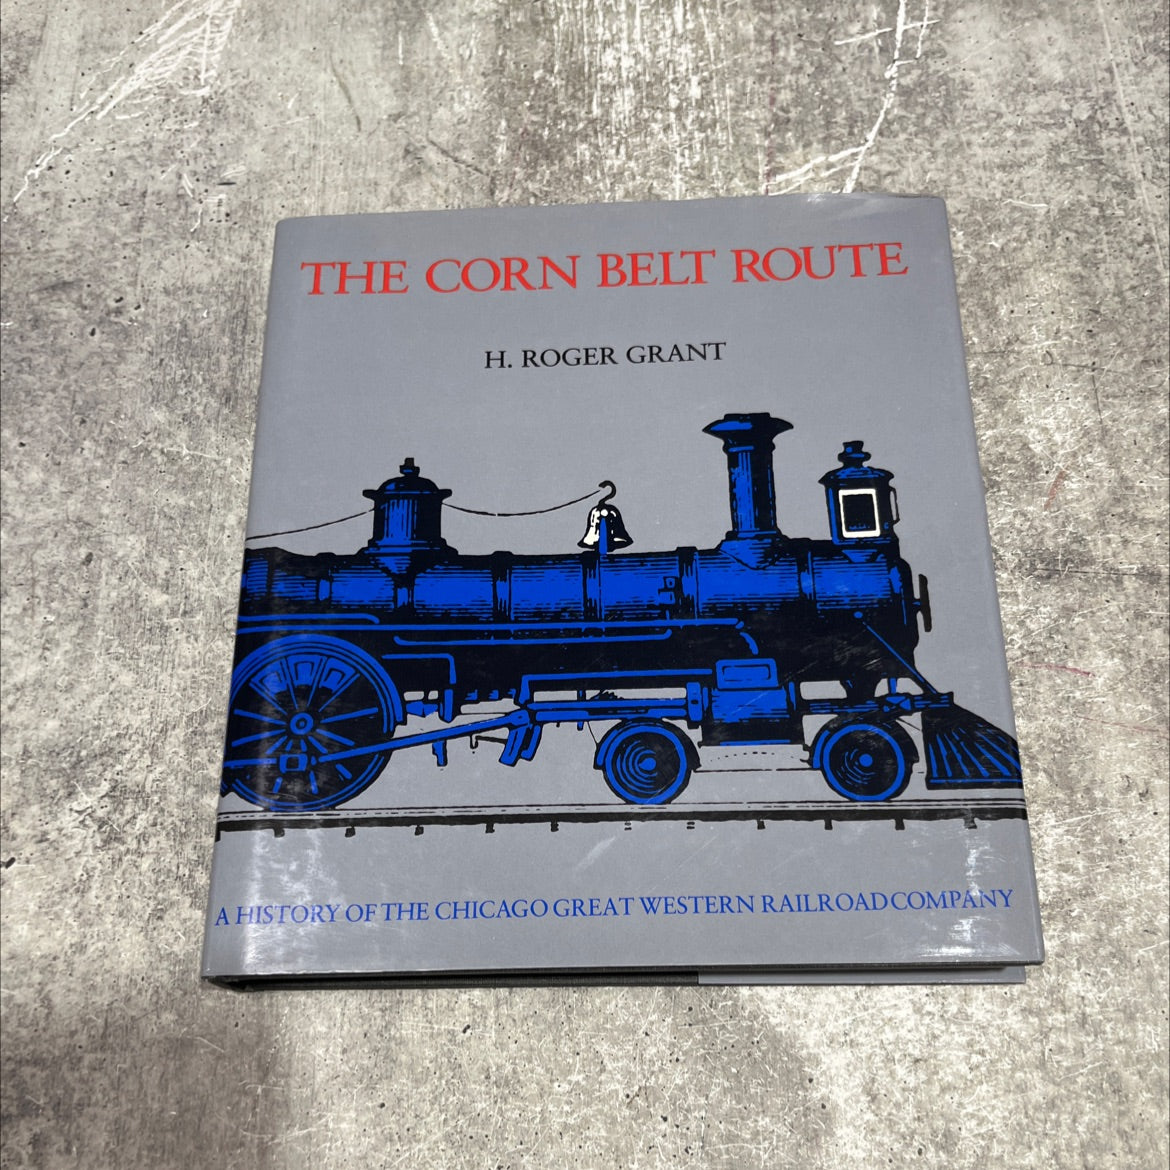 THE CORN BELT ROUTE
H. ROGER GRANT
A HISTORY OF THE CHICAGO GREAT WESTERN RAILROAD COMPANY